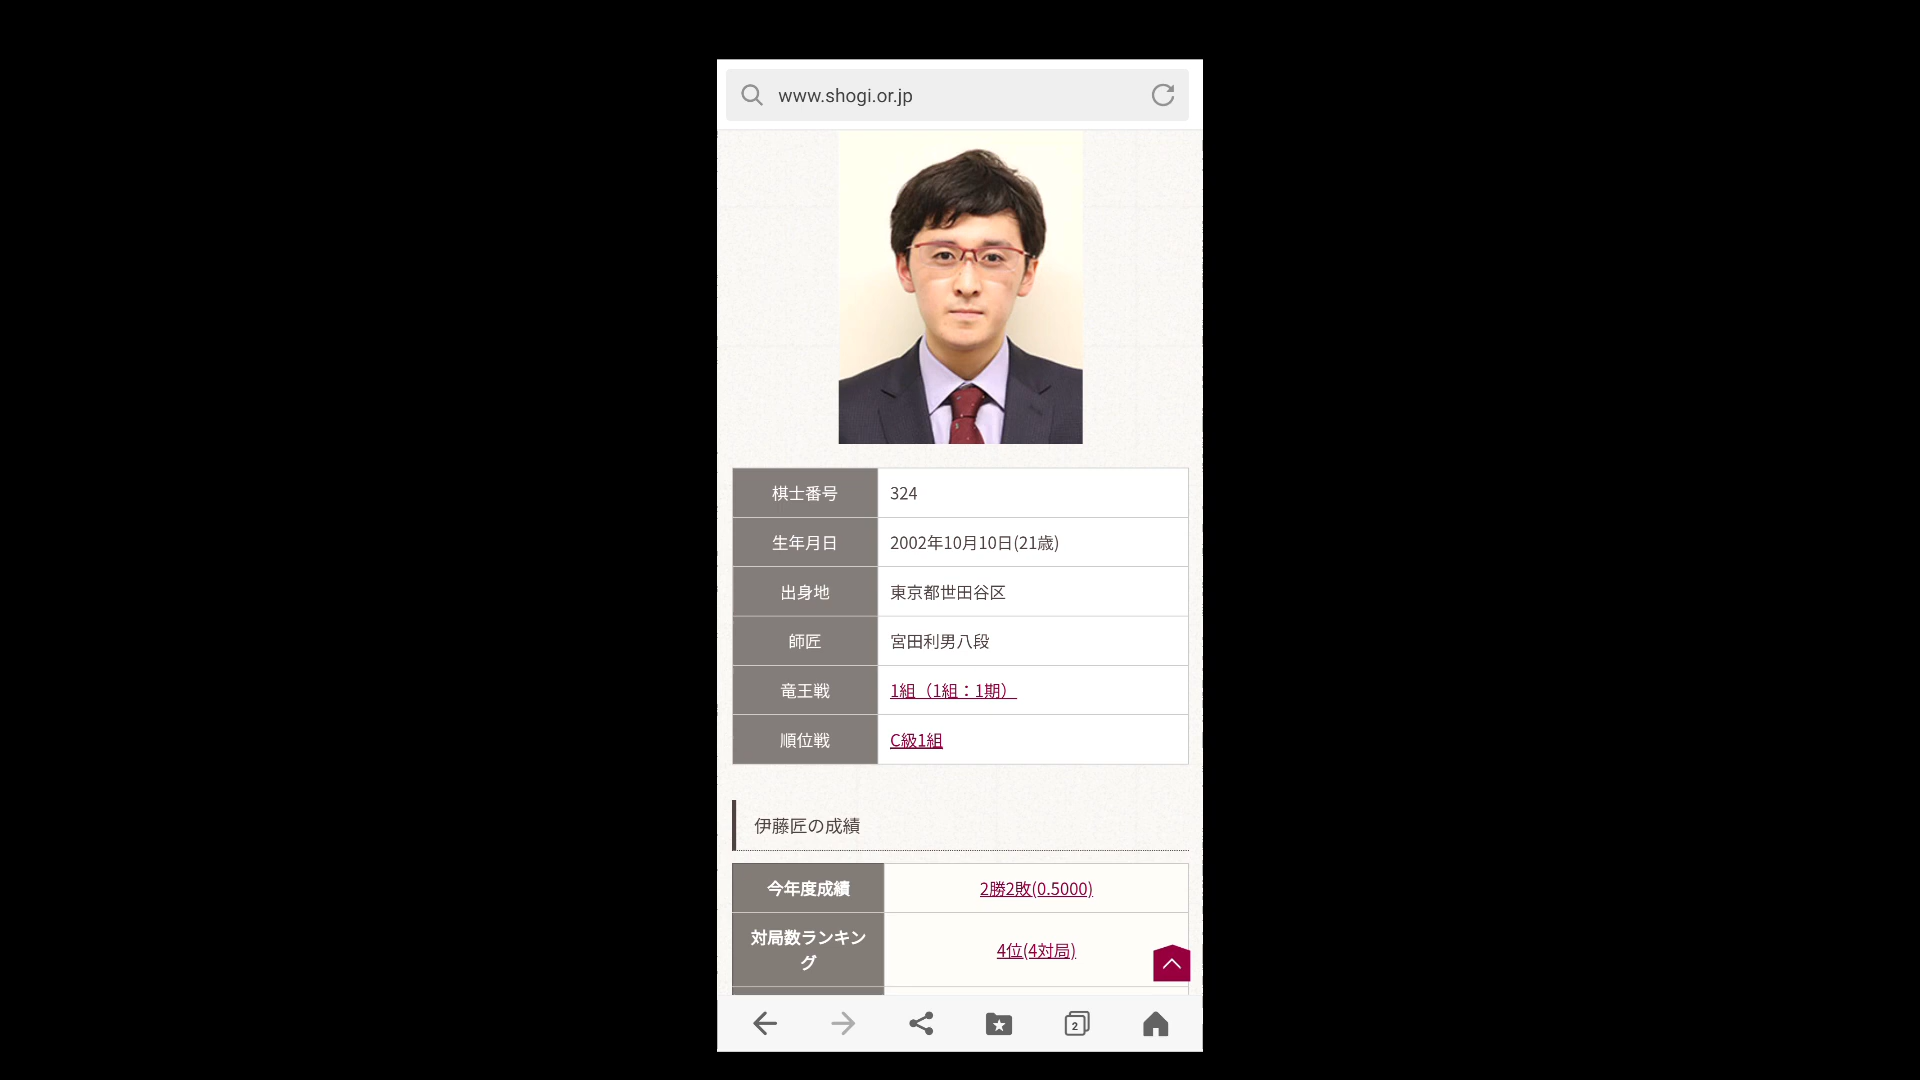 www.shogi.or.jp
棋士番号 324
生年月日 2002年10月10日(21歳)
出身地 東京都世田谷区
師匠 宮田利男八段
竜王戦 1組（1組：1期）
順位戦 C級1組
伊藤匠の成績
今年度成績 2勝2敗(0.5000)
対局数ランキン
グ
4位(4対局)
2